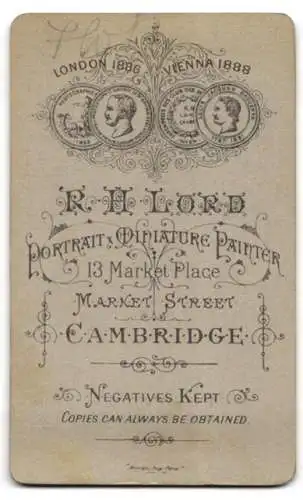 LONDON 1886 VIENNA 1888
R H LORD
PORTRAIT & MINIATURE PAINTER
13 Market Place
MARKET STREET
CAMBRIDGE
NEGATIVES KEPT
COPIES CAN ALWAYS BE OBTAINED.